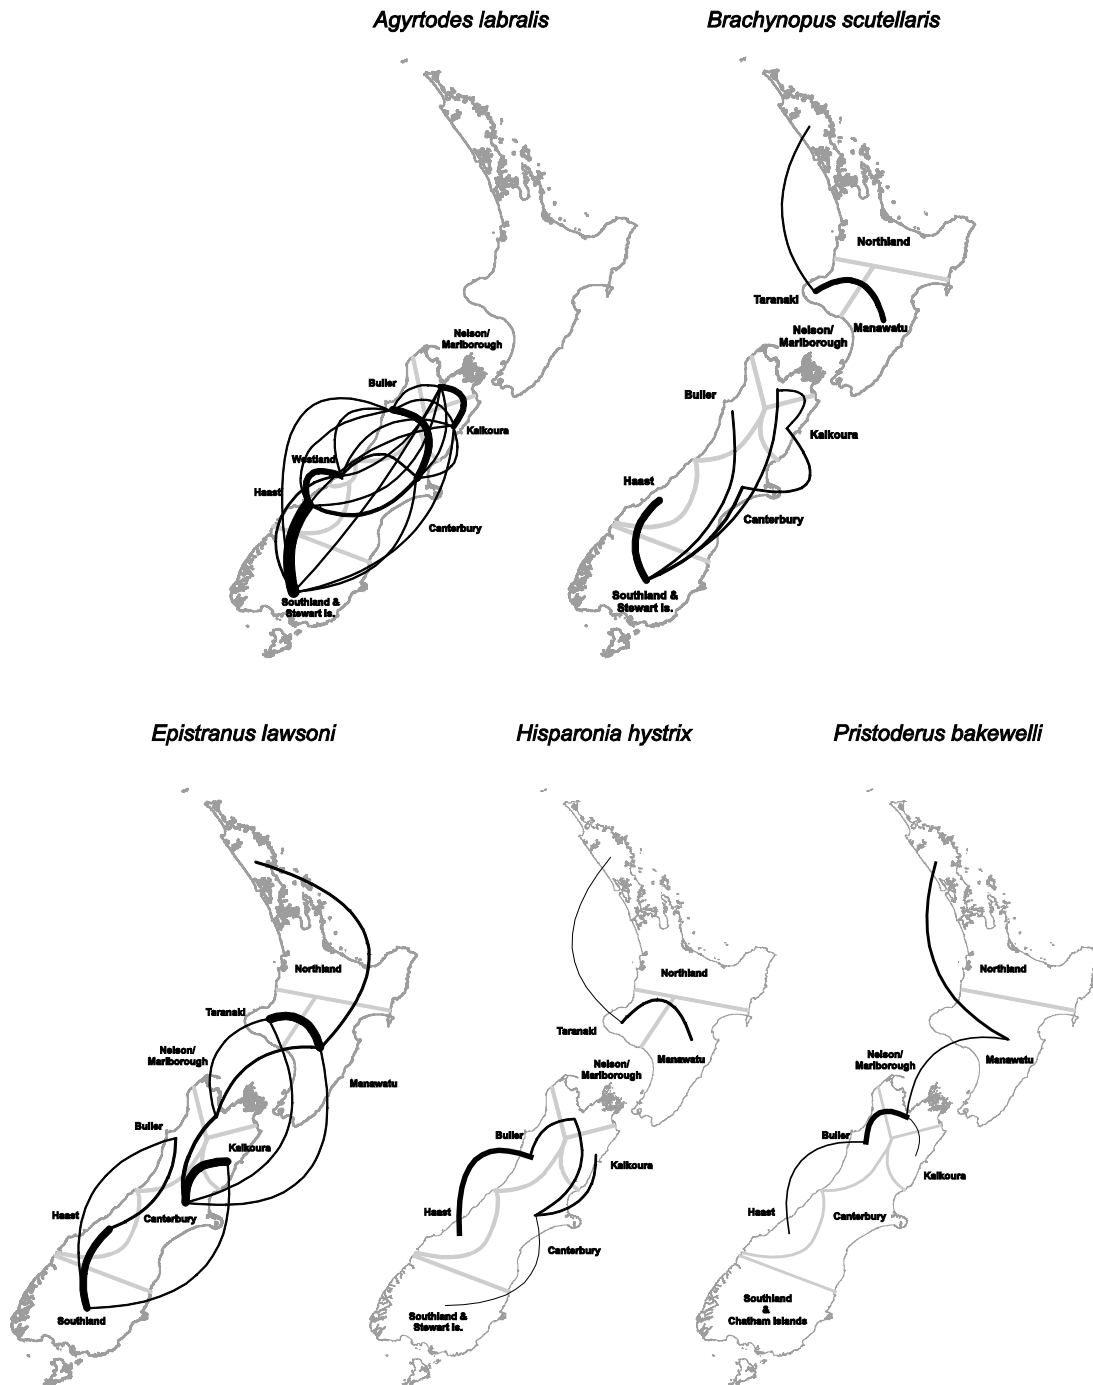 Agyrtodes labralis
Brachynopus scutellaris
Nelson/
Marlborough
Buller
Kaikoura
Westland
Haast
Canterbury
Southland &
Stewart Is.
Northland
Taranaki
Manawatu
Nelson/
Marlborough
Buller
Kaikoura
Haast
Canterbury
Southland &
Stewart Is.
Epistranus lawsoni
Hisparonia hystrix
Pristoderus bakewelli
Northland
Taranaki
Nelson/
Marlborough
Manawatu
Buller
Kaikoura
Haast
Canterbury
Southland
Northland
Taranaki
Manawatu
Nelson/
Marlborough
Buller
Kaikoura
Haast
Canterbury
Southland &
Stewart Is.
Northland
Manawatu
Nelson/
Marlborough
Buller
Kaikoura
Haast
Canterbury
Southland
&
Chatham Islands